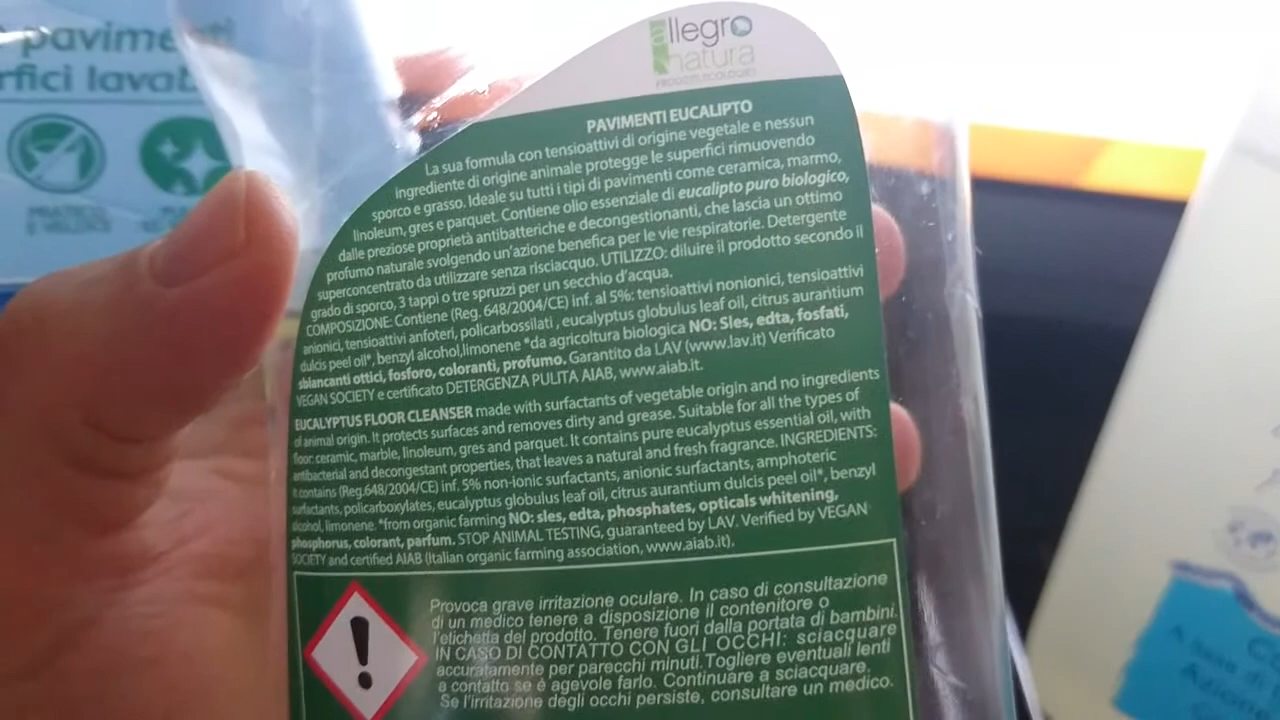 pavimenti
rfici lavab
allegro
natura
PAVIMENTI EUCALIPTO
La sua formula con tensioattivi di origine vegetale e nessun
ingrediente di origine animale protegge le superfici rimuovendo
sporco e grasso. Ideale su tutti i tipi di pavimenti come ceramica, marmo,
linoleum, gres e parquet. Contiene olio essenziale di eucalipto puro biologico,
dalle preziose proprietà antibatteriche e decongestionanti, che lascia un ottimo
profumo naturale svolgendo un'azione benefica per le vie respiratorie. Detergente
superconcentrato da utilizzare senza risciacquo. UTILIZZO: diluire il prodotto secondo il
grado di sporco, 3 tappi o tre spruzzi per un secchio d'acqua.
COMPOSIZIONE: Contiene (Reg. 648/2004/CE) inf. al 5%: tensioattivi nonionici, tensioattivi
anionici, tensioattivi anfoteri, policarbossilati , eucalyptus globulus leaf oil, citrus aurantium
dulcis peel oil*, benzyl alcohol,limonene *da agricoltura biologica NO: Sles, edta, fosfati,
sbiancanti ottici, fosforo, coloranti, profumo. Garantito da LAV (www.lav.it) Verificato
VEGAN SOCIETY e certificato DETERGENZA PULITA AIAB, www.aiab.it.
EUCALYPTUS FLOOR CLEANSER made with surfactants of vegetable origin and no ingredients
of animal origin. It protects surfaces and removes dirty and grease. Suitable for all the types of
floor: ceramic, marble, linoleum, gres and parquet. It contains pure eucalyptus essential oil, with
antibacterial and decongestant properties, that leaves a natural and fresh fragrance. INGREDIENTS:
it contains (Reg.648/2004/CE) inf. 5% non-ionic surfactants, anionic surfactants, amphoteric
surfactants, policarboxylates, eucalyptus globulus leaf oil, citrus aurantium dulcis peel oil*, benzyl
alcohol, limonene. *from organic farming NO: sles, edta, phosphates, opticals whitening,
phosphorus, colorant, parfum. STOP ANIMAL TESTING, guaranteed by LAV. Verified by VEGAN
SOCIETY and certified AIAB (Italian organic farming association, www.aiab.it).
Provoca grave irritazione oculare. In caso di consultazione
di un medico tenere a disposizione il contenitore o
l'etichetta del prodotto. Tenere fuori dalla portata di bambini.
IN CASO DI CONTATTO CON GLI OCCHI: sciacquare
accuratamente per parecchi minuti. Togliere eventuali lenti
a contatto se è agevole farlo. Continuare a sciacquare.
Se l'irritazione degli occhi persiste, consultare un medico.